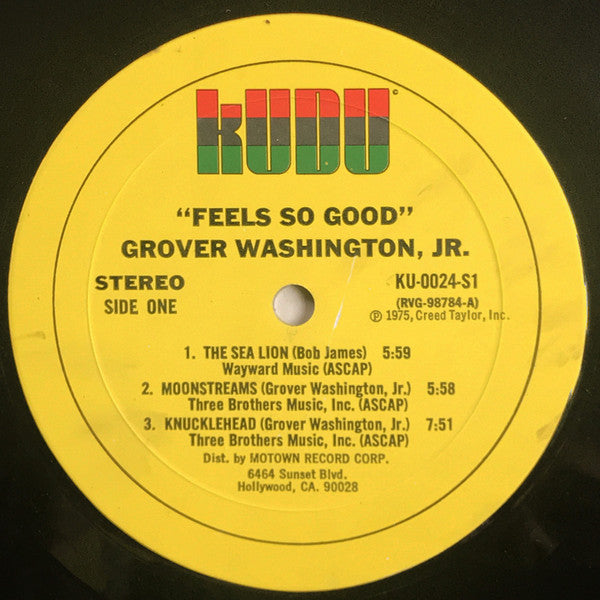 kUDU©
“FEELS SO GOOD”
GROVER WASHINGTON, JR.
STEREO
SIDE ONE
KU-0024-S1
(RVG-98784-A)
℗ 1975, Creed Taylor, Inc.
1. THE SEA LION (Bob James) 5:59
Wayward Music (ASCAP)
2. MOONSTREAMS (Grover Washington, Jr.) 5:58
Three Brothers Music, Inc. (ASCAP)
3. KNUCKLEHEAD (Grover Washington, Jr.) 7:51
Three Brothers Music, Inc. (ASCAP)
Dist. by MOTOWN RECORD CORP.
6464 Sunset Blvd.
Hollywood, CA. 90028